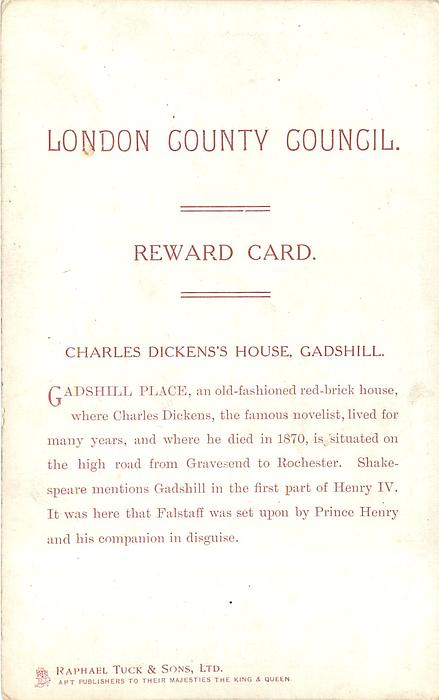 LONDON COUNTY COUNCIL.
REWARD CARD.
CHARLES DICKENS'S HOUSE, GADSHILL.
GADSHILL PLACE, an old-fashioned red-brick house,
where Charles Dickens, the famous novelist, lived for
many years, and where he died in 1870, is situated on
the high road from Gravesend to Rochester. Shake-
speare mentions Gadshill in the first part of Henry IV.
It was here that Falstaff was set upon by Prince Henry
and his companion in disguise.
RAPHAEL TUCK & SONS, LTD.
ART PUBLISHERS TO THEIR MAJESTIES THE KING & QUEEN.